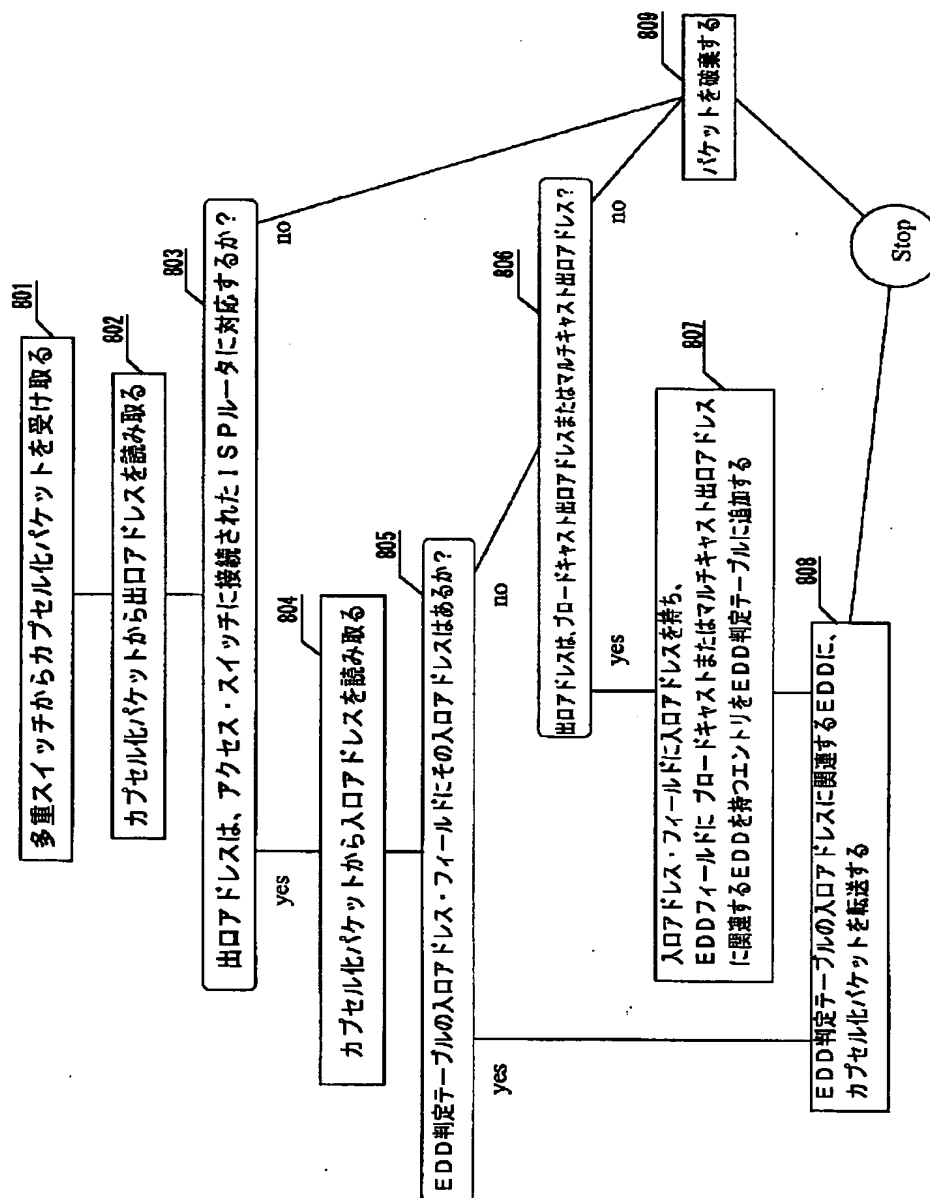 801
多重スイッチからカプセル化パケットを受け取る
802
カプセル化パケットから出口アドレスを読み取る
803
出口アドレスは、アクセス・スイッチに接続されたISPルータに対応するか?
yes
no
804
カプセル化パケットから入口アドレスを読み取る
805
EDD判定テーブルの入口アドレス・フィールドにその入口アドレスはあるか?
yes
no
806
出口アドレスは、ブロードキャスト出口アドレスまたはマルチキャスト出口アドレス?
yes
no
807
入口アドレス・フィールドに入口アドレスを持ち、
EDDフィールドに ブロードキャストまたはマルチキャスト出口アドレス
に関連するEDDを持つエントリをEDD判定テーブルに追加する
808
EDD判定テーブルの入口アドレスに関連するEDDに、
カプセル化パケットを転送する
809
パケットを破棄する
Stop